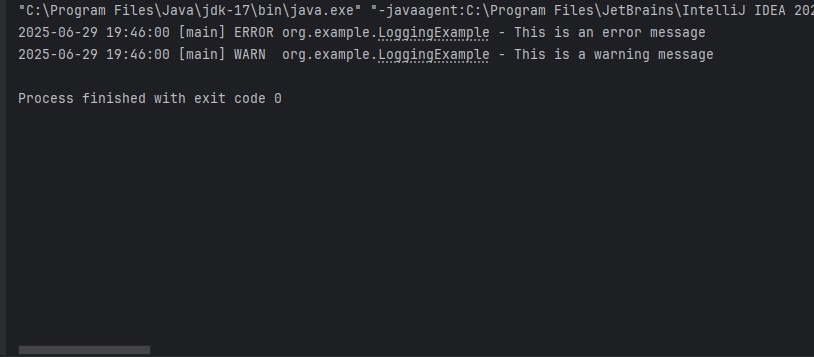 "C:\Program Files\Java\jdk-17\bin\java.exe" "-javaagent:C:\Program Files\JetBrains\IntelliJ IDEA 202
2025-06-29 19:46:00 [main] ERROR org.example.LoggingExample - This is an error message
2025-06-29 19:46:00 [main] WARN  org.example.LoggingExample - This is a warning message
Process finished with exit code 0